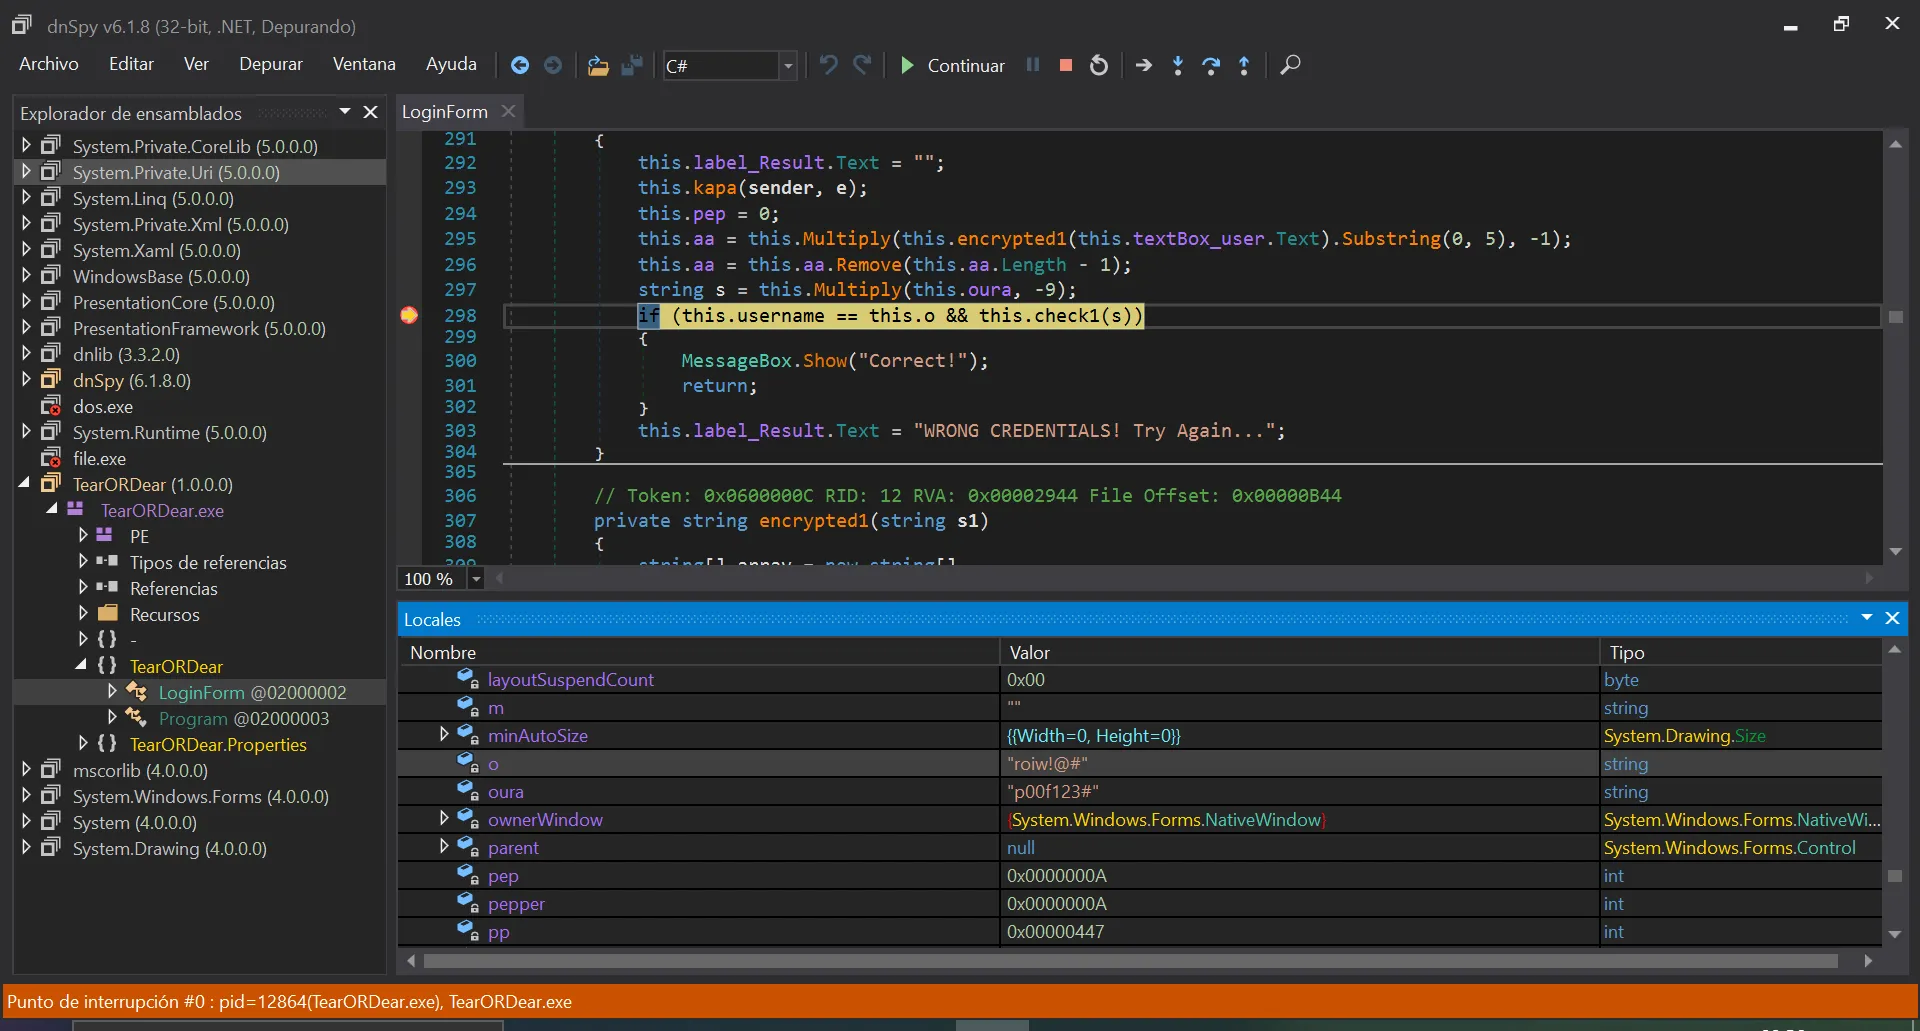 dnSpy v6.1.8 (32-bit, .NET, Depurando)
Archivo Editar Ver Depurar Ventana Ayuda C# Continuar
Explorador de ensamblados
System.Private.CoreLib (5.0.0.0)
System.Private.Uri (5.0.0.0)
System.Linq (5.0.0.0)
System.Private.Xml (5.0.0.0)
System.Xaml (5.0.0.0)
WindowsBase (5.0.0.0)
PresentationCore (5.0.0.0)
PresentationFramework (5.0.0.0)
dnlib (3.3.2.0)
dnSpy (6.1.8.0)
dos.exe
System.Runtime (5.0.0.0)
file.exe
TearORDear (1.0.0.0)
TearORDear.exe
PE
Tipos de referencias
Referencias
Recursos
{ } -
{ } TearORDear
LoginForm @02000002
Program @02000003
{ } TearORDear.Properties
mscorlib (4.0.0.0)
System.Windows.Forms (4.0.0.0)
System (4.0.0.0)
System.Drawing (4.0.0.0)
LoginForm
291 {
292 this.label_Result.Text = "";
293 this.kapa(sender, e);
294 this.pep = 0;
295 this.aa = this.Multiply(this.encrypted1(this.textBox_user.Text).Substring(0, 5), -1);
296 this.aa = this.aa.Remove(this.aa.Length - 1);
297 string s = this.Multiply(this.oura, -9);
298 if (this.username == this.o && this.check1(s))
299 {
300 MessageBox.Show("Correct!");
301 return;
302 }
303 this.label_Result.Text = "WRONG CREDENTIALS! Try Again...";
304 }
305
306 // Token: 0x0600000C RID: 12 RVA: 0x00002944 File Offset: 0x00000B44
307 private string encrypted1(string s1)
308 {
309 string[] array = new string[]
100 %
Locales
Nombre Valor Tipo
layoutSuspendCount 0x00 byte
m "" string
minAutoSize {{Width=0, Height=0}} System.Drawing.Size
o "roiw!@#" string
oura "p00f123#" string
ownerWindow {System.Windows.Forms.NativeWindow} System.Windows.Forms.NativeWi...
parent null System.Windows.Forms.Control
pep 0x0000000A int
pepper 0x0000000A int
pp 0x00000447 int
Punto de interrupción #0 : pid=12864(TearORDear.exe), TearORDear.exe